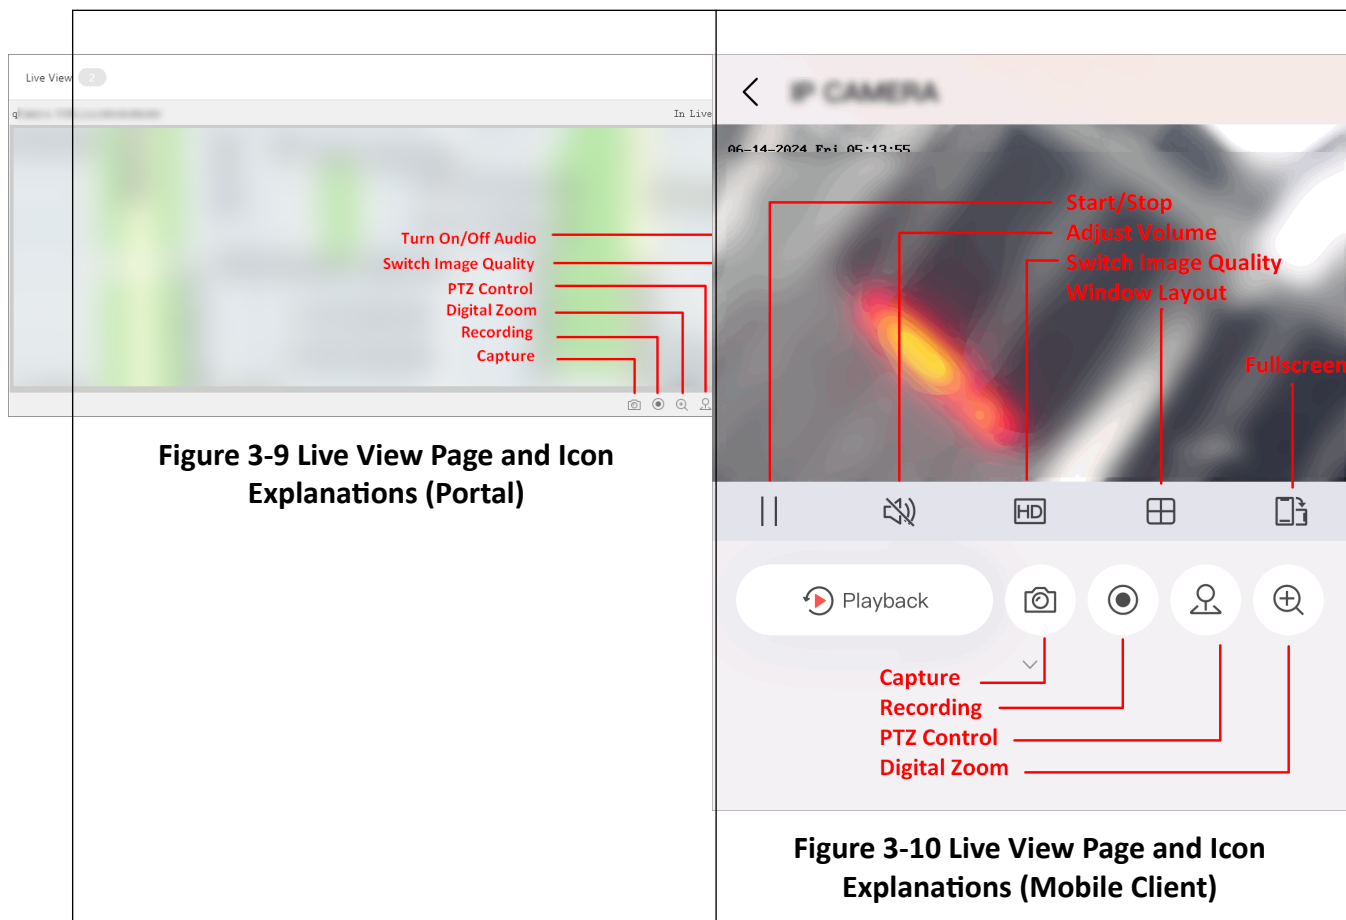 Live View 2
In Live
Turn On/Off Audio
Switch Image Quality
PTZ Control
Digital Zoom
Recording
Capture
Figure 3-9 Live View Page and Icon
Explanations (Portal)
IP CAMERA
06-14-2024 Fri 05:13:55
Start/Stop
Adjust Volume
Switch Image Quality
Window Layout
Fullscreen
HD
Playback
Capture
Recording
PTZ Control
Digital Zoom
Figure 3-10 Live View Page and Icon
Explanations (Mobile Client)